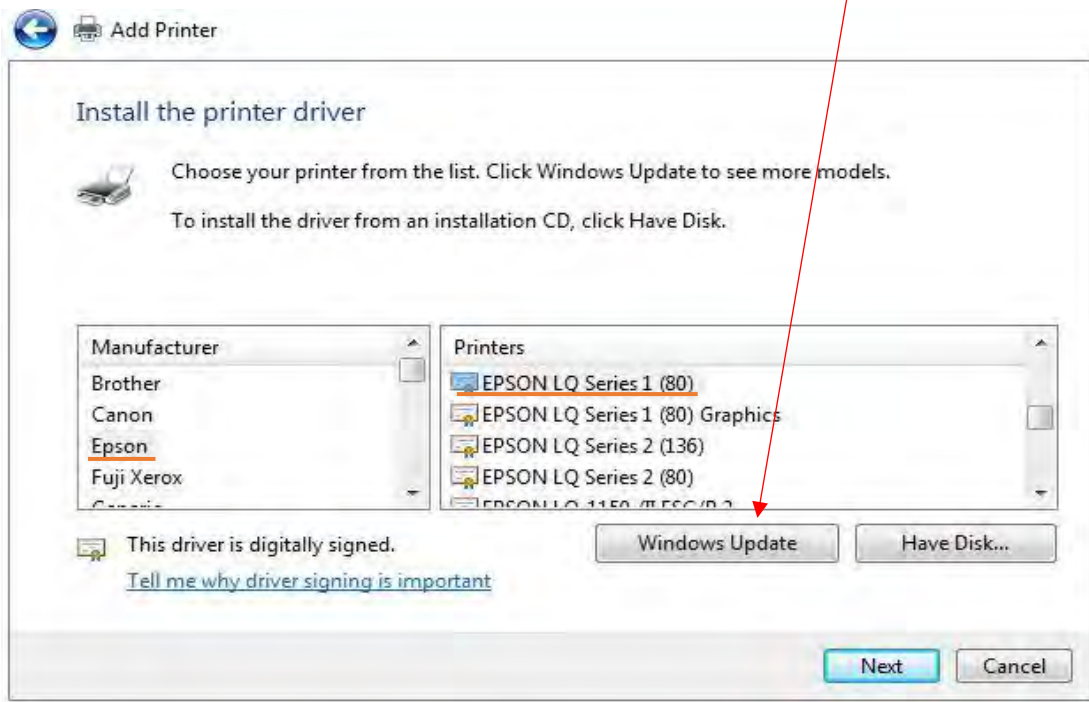 Add Printer
Install the printer driver
Choose your printer from the list. Click Windows Update to see more models.
To install the driver from an installation CD, click Have Disk.
Manufacturer
Brother
Canon
Epson
Fuji Xerox
Printers
EPSON LQ Series 1 (80)
EPSON LQ Series 1 (80) Graphics
EPSON LQ Series 2 (136)
EPSON LQ Series 2 (80)
This driver is digitally signed.
Tell me why driver signing is important
Windows Update
Have Disk...
Next
Cancel